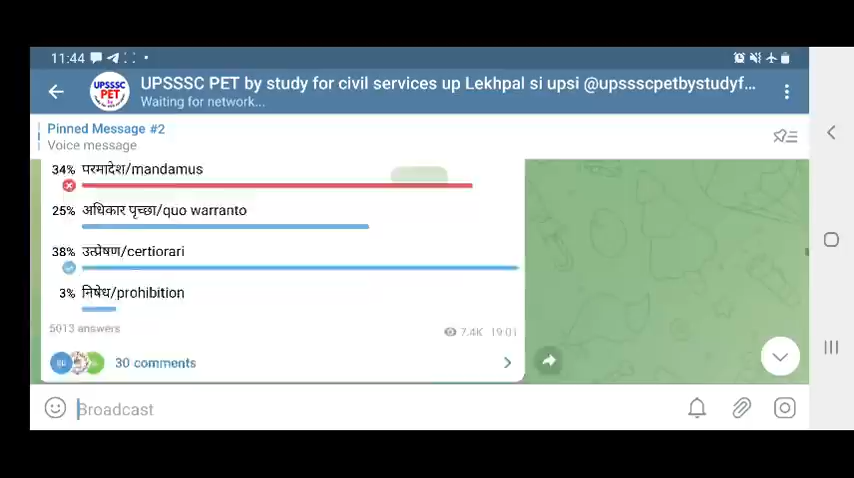 11:44
UPSSSC PET by study for civil services up Lekhpal si upsi @upssscpetbystudyf...
UPSSSC
PET
Waiting for network...
Pinned Message #2
Voice message
34% परमादेश/mandamus
25% अधिकार पृच्छा/quo warranto
38% उत्प्रेषण/certiorari
3% निषेध/prohibition
5013 answers
7.4K 19:01
30 comments
Broadcast